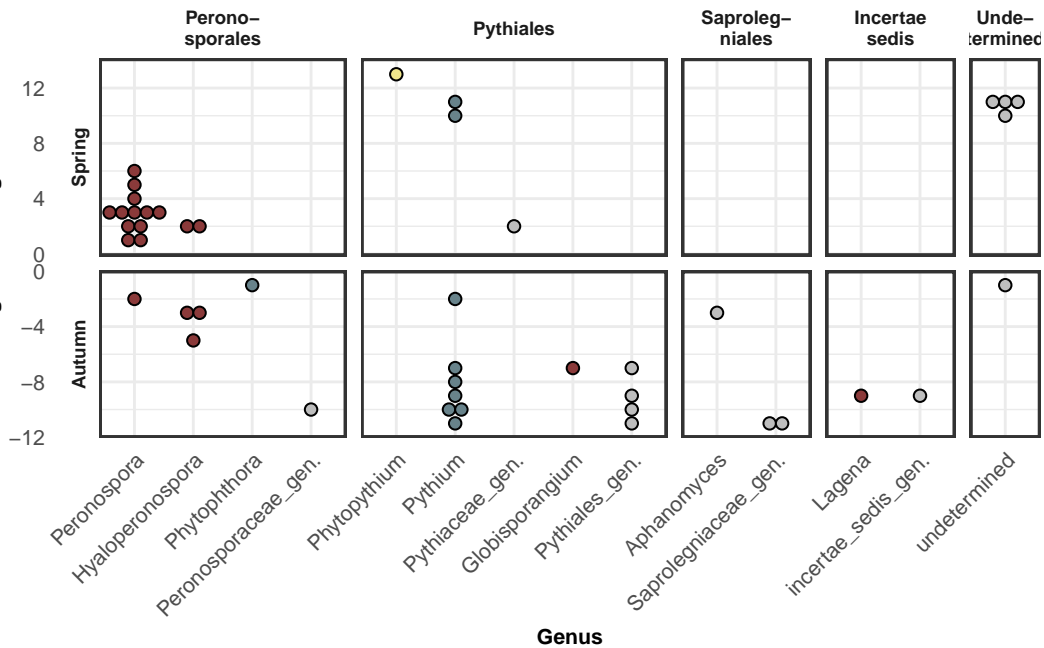 Perono−
sporales
Pythiales
Saproleg−
niales
Incertae
sedis
Unde−
termined
12
8
4
0
Spring
0
−4
−8
−12
Autumn
Peronospora
Hyaloperonospora
Phytophthora
Peronosporaceae_gen.
Phytopythium
Pythium
Pythiaceae_gen.
Globisporangium
Pythiales_gen.
Aphanomyces
Saprolegniaceae_gen.
Lagena
incertae_sedis_gen.
undetermined
Genus